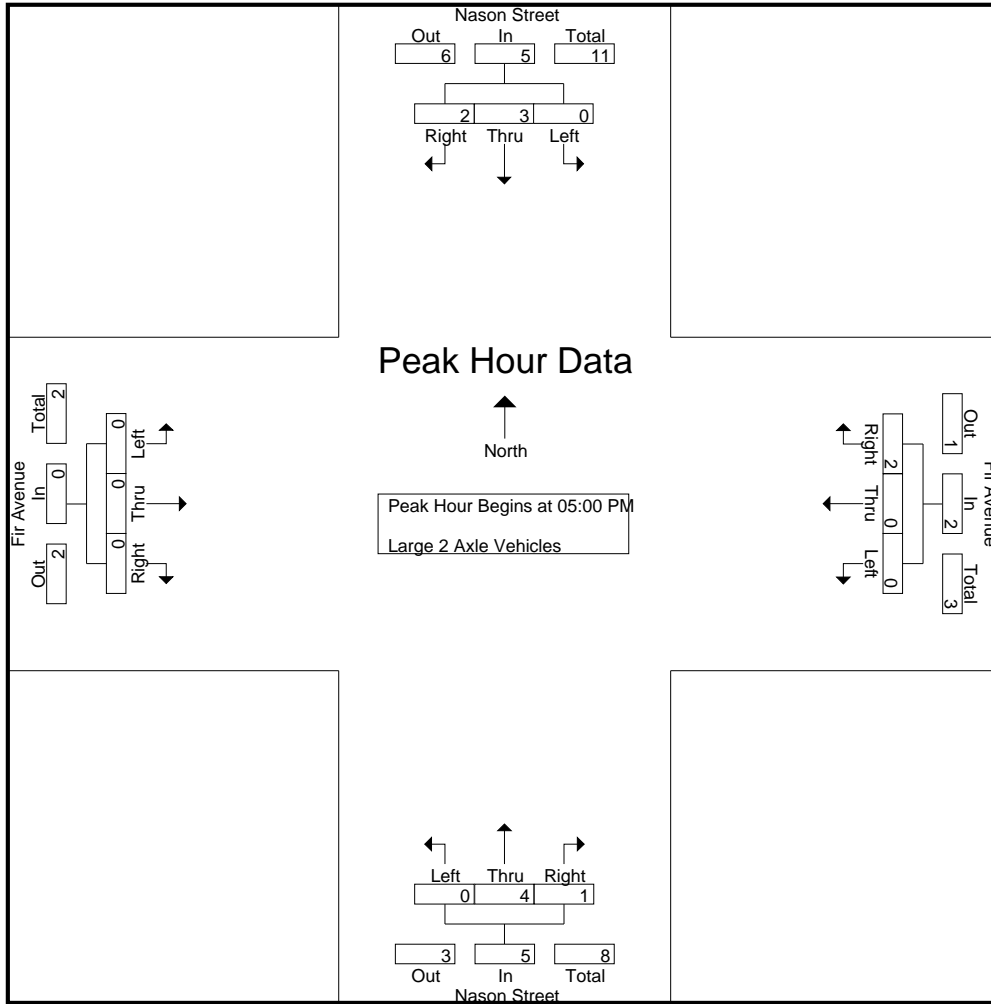 Nason Street
Out In Total
6 5 11
2 3 0
Right Thru Left
Peak Hour Data
North
Peak Hour Begins at 05:00 PM
Large 2 Axle Vehicles
Fir Avenue
Total In Out
2 0 2
0 0 0
Left Thru Right
Right Thru Left
2 0 0
Out In Total
1 2 3
Fir Avenue
Left Thru Right
0 4 1
3 5 8
Out In Total
Nason Street